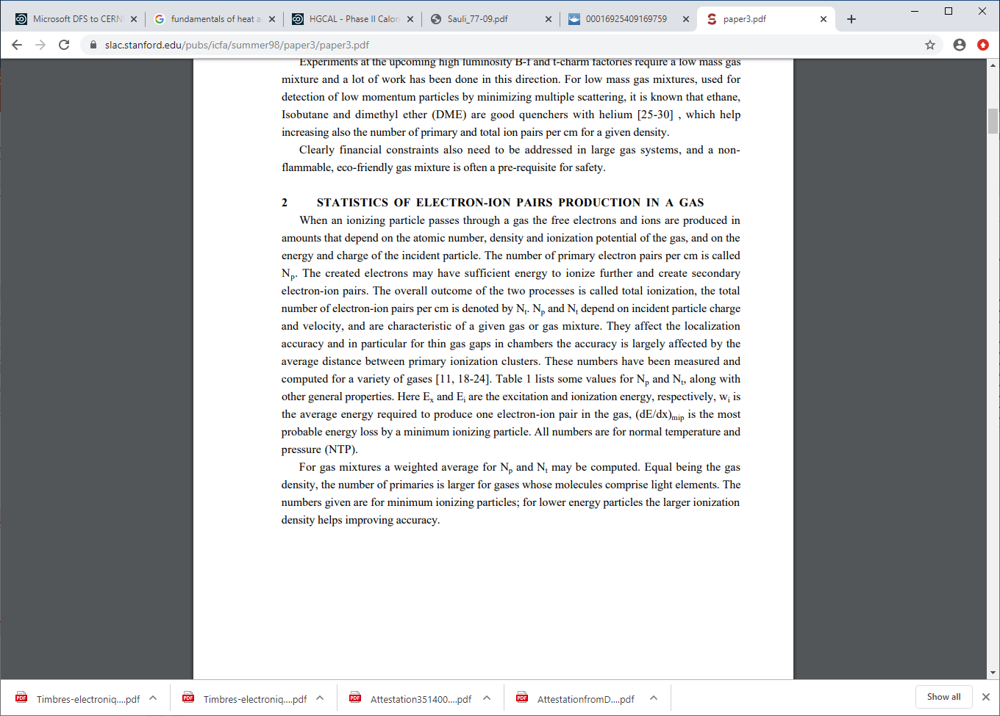 Microsoft DFS to CERN
fundamentals of heat a
HGCAL - Phase II Calori
Sauli_77-09.pdf
00016925409169759
paper3.pdf
slac.stanford.edu/pubs/icfa/summer98/paper3/paper3.pdf
Experiments at the upcoming high luminosity B-f and t-charm factories require a low mass gas
mixture and a lot of work has been done in this direction. For low mass gas mixtures, used for
detection of low momentum particles by minimizing multiple scattering, it is known that ethane,
Isobutane and dimethyl ether (DME) are good quenchers with helium [25-30] , which help
increasing also the number of primary and total ion pairs per cm for a given density.
Clearly financial constraints also need to be addressed in large gas systems, and a non-
flammable, eco-friendly gas mixture is often a pre-requisite for safety.
2 STATISTICS OF ELECTRON-ION PAIRS PRODUCTION IN A GAS
When an ionizing particle passes through a gas the free electrons and ions are produced in
amounts that depend on the atomic number, density and ionization potential of the gas, and on the
energy and charge of the incident particle. The number of primary electron pairs per cm is called
Np. The created electrons may have sufficient energy to ionize further and create secondary
electron-ion pairs. The overall outcome of the two processes is called total ionization, the total
number of electron-ion pairs per cm is denoted by Nt. Np and Nt depend on incident particle charge
and velocity, and are characteristic of a given gas or gas mixture. They affect the localization
accuracy and in particular for thin gas gaps in chambers the accuracy is largely affected by the
average distance between primary ionization clusters. These numbers have been measured and
computed for a variety of gases [11, 18-24]. Table 1 lists some values for Np and Nt, along with
other general properties. Here Ex and Ei are the excitation and ionization energy, respectively, wi is
the average energy required to produce one electron-ion pair in the gas, (dE/dx)mip is the most
probable energy loss by a minimum ionizing particle. All numbers are for normal temperature and
pressure (NTP).
For gas mixtures a weighted average for Np and Nt may be computed. Equal being the gas
density, the number of primaries is larger for gases whose molecules comprise light elements. The
numbers given are for minimum ionizing particles; for lower energy particles the larger ionization
density helps improving accuracy.
Timbres-electroniq....pdf
Timbres-electroniq....pdf
Attestation351400....pdf
AttestationfromD....pdf
Show all